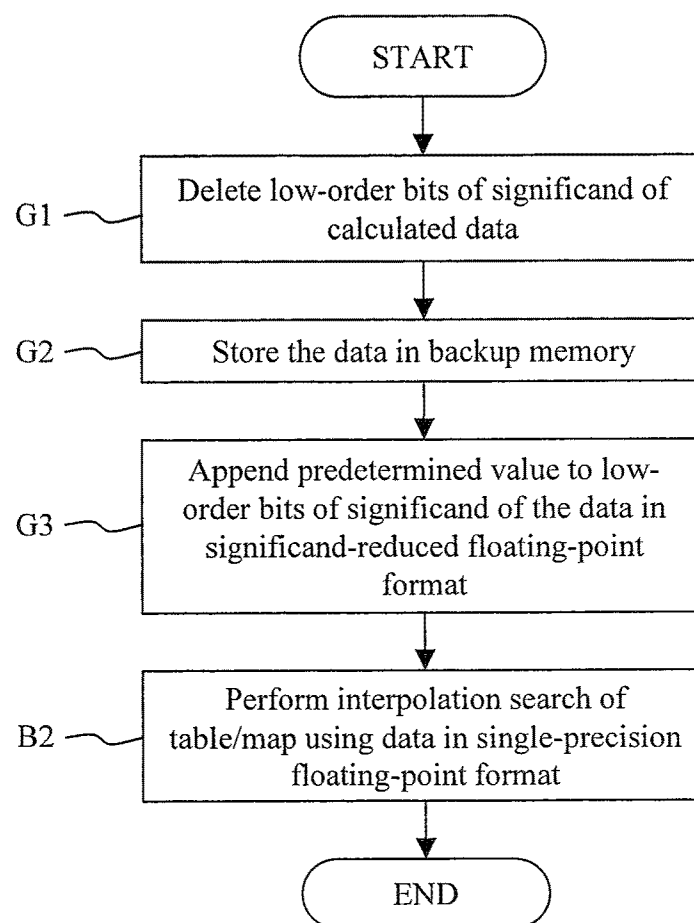 START
G1
Delete low-order bits of significand of
calculated data
G2
Store the data in backup memory
G3
Append predetermined value to low-
order bits of significand of the data in
significand-reduced floating-point
format
B2
Perform interpolation search of
table/map using data in single-precision
floating-point format
END